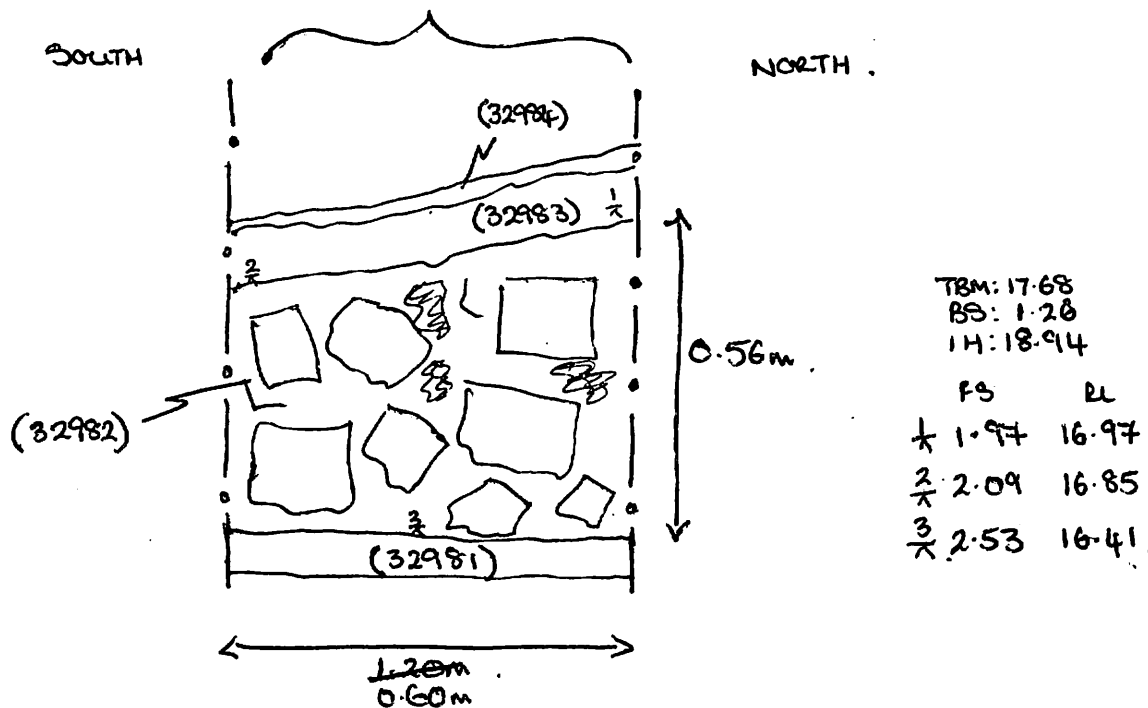 SOUTH
NORTH .
(32984)
(32983)
1
2
0.56m .
(32982)
3
(32981)
1.20m .
0.60m
TBM: 17.68
BS: 1.26
IH: 18.94
FS RL
1 1.97 16.97
2 2.09 16.85
3 2.53 16.41